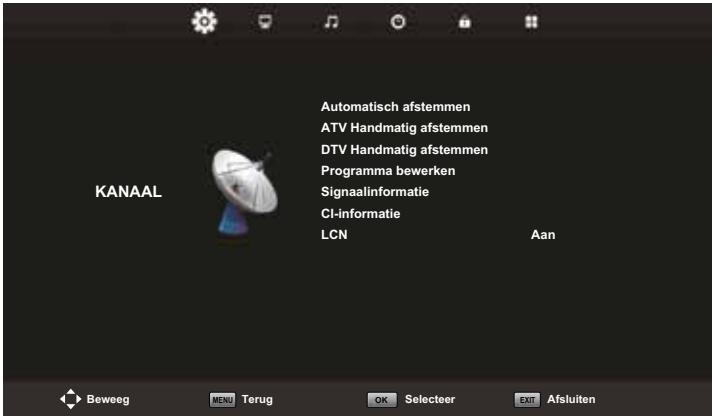 Automatisch afstemmen
ATV Handmatig afstemmen
DTV Handmatig afstemmen
Programma bewerken
KANAAL
Signaalinformatie
CI-informatie
LCN Aan
Beweeg MENU Terug OK Selecteer EXIT Afsluiten